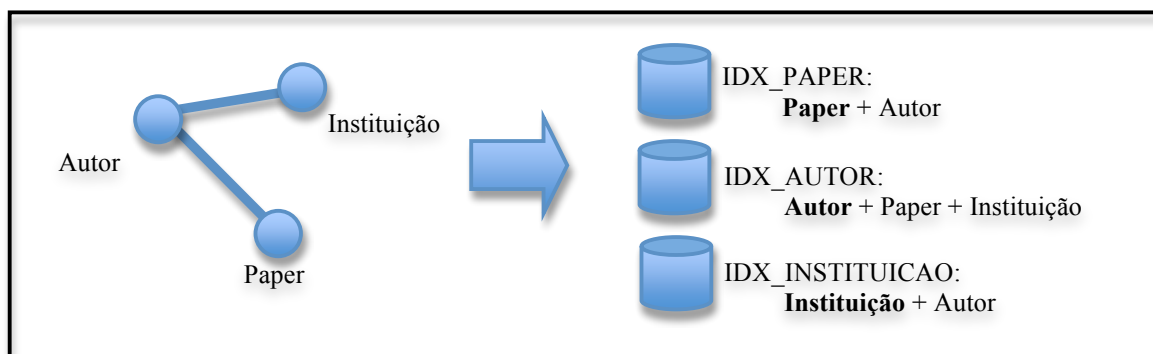 Autor
Instituição
Paper
IDX_PAPER:
Paper + Autor
IDX_AUTOR:
Autor + Paper + Instituição
IDX_INSTITUICAO:
Instituição + Autor